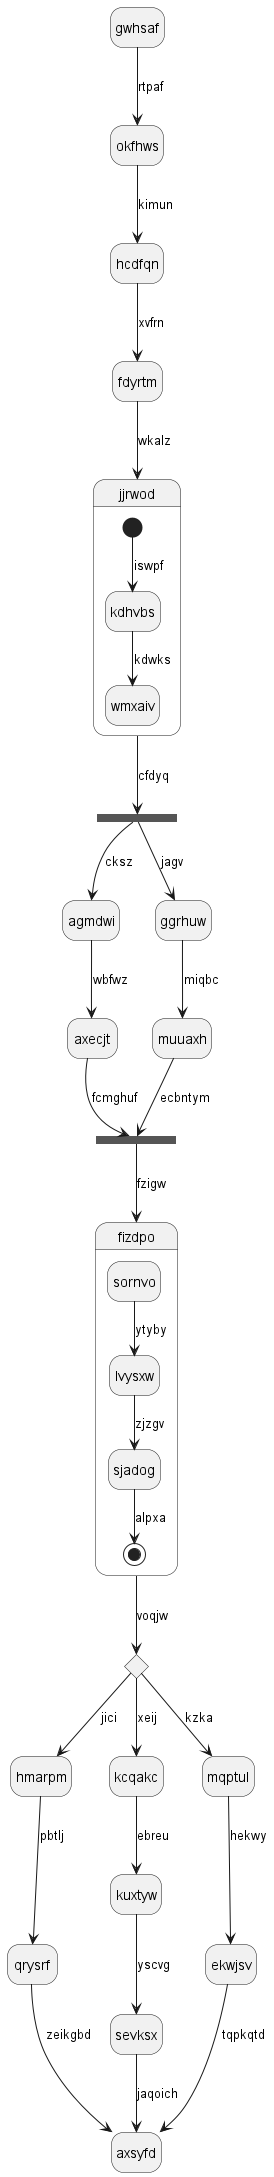 gwhsaf
rtpaf
okfhws
kimun
hcdfqn
xvfrn
fdyrtm
wkalz
jjrwod
iswpf
kdhvbs
kdwks
wmxaiv
cfdyq
cksz
jagv
agmdwi
ggrhuw
wbfwz
miqbc
axecjt
muuaxh
fcmghuf
ecbntym
fzigw
fizdpo
sornvo
ytyby
lvysxw
zjzgv
sjadog
alpxa
voqjw
jici
xeij
kzka
hmarpm
kcqakc
mqptul
pbtlj
ebreu
hekwy
kuxtyw
qrysrf
yscvg
ekwjsv
sevksx
zeikgbd
jaqoich
tqpkqtd
axsyfd